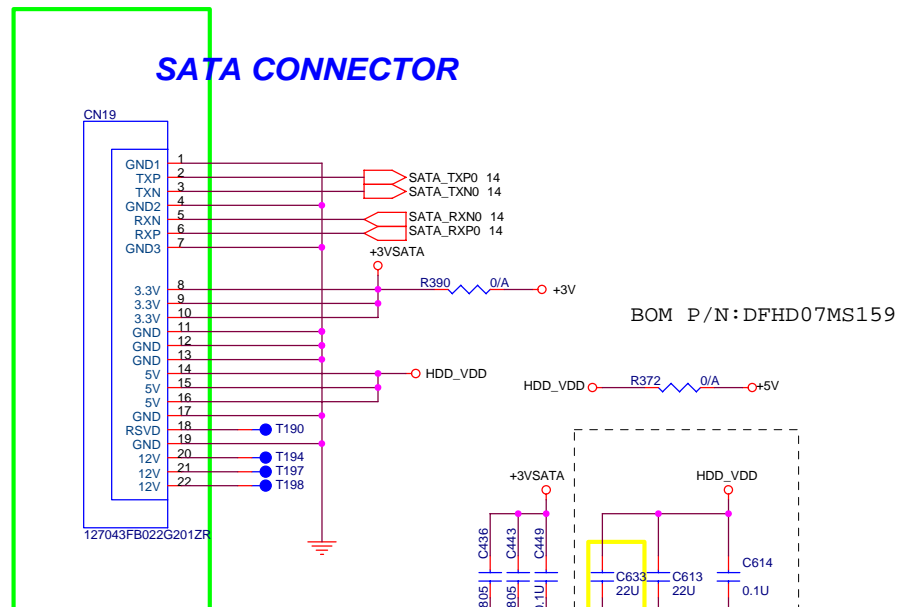 SATA CONNECTOR
CN19
GND1 1
TXP 2 SATA_TXP0 14
TXN 3 SATA_TXN0 14
GND2 4
RXN 5 SATA_RXN0 14
RXP 6 SATA_RXP0 14
GND3 7
+3VSATA
3.3V 8 R390 0/A +3V
3.3V 9
3.3V 10
BOM P/N:DFHD07MS159
GND 11
GND 12
GND 13
5V 14 HDD_VDD
5V 15
5V 16
HDD_VDD R372 0/A +5V
GND 17
RSVD 18 T190
GND 19
12V 20 T194
12V 21 T197
12V 22 T198
+3VSATA HDD_VDD
127043FB022G201ZR
C436 C443 C449
C633 C613 C614
22U 22U 0.1U
805 805 .1U